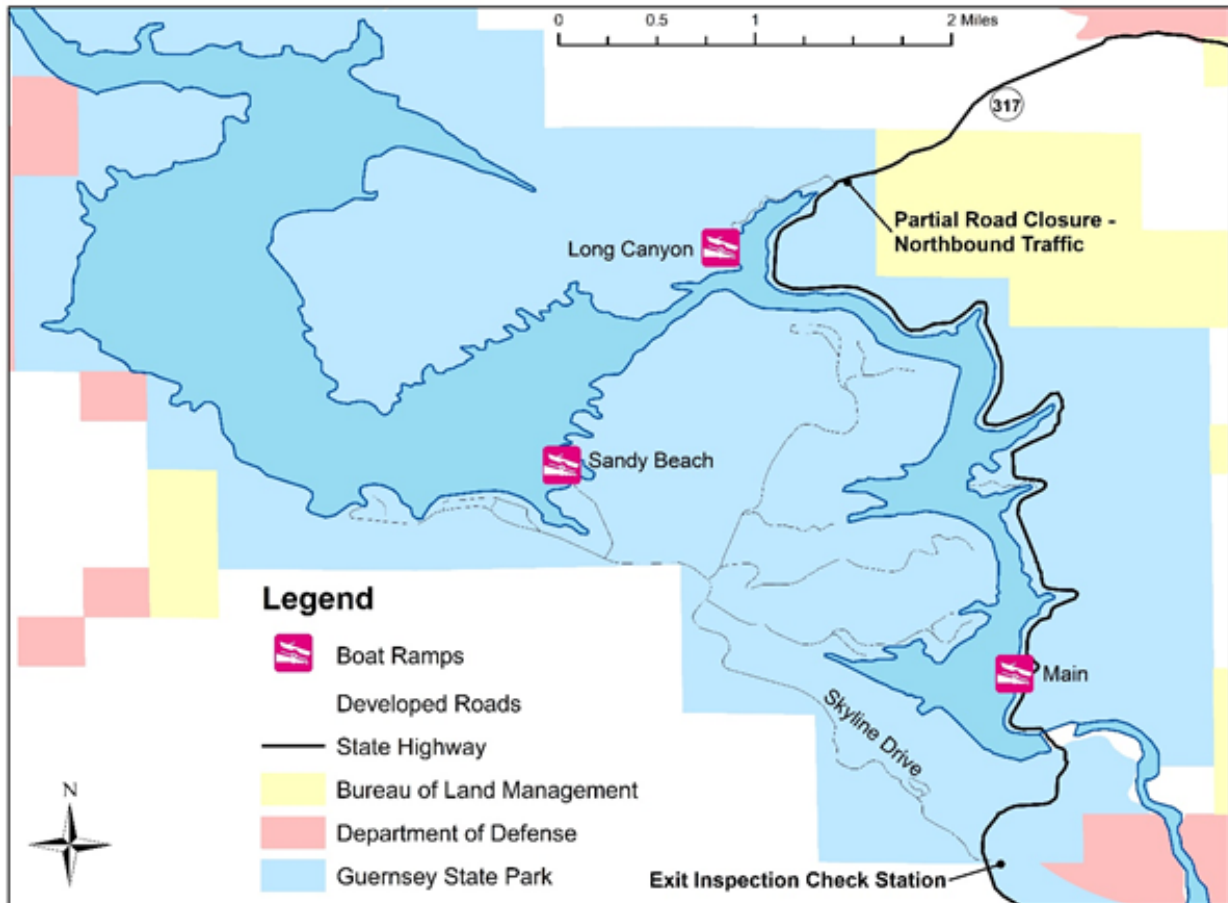 0 0.5 1 2 Miles
317
Partial Road Closure -
Northbound Traffic
Long Canyon
Sandy Beach
Main
Skyline Drive
Legend
Boat Ramps
Developed Roads
State Highway
Bureau of Land Management
Department of Defense
Guernsey State Park
N
Exit Inspection Check Station